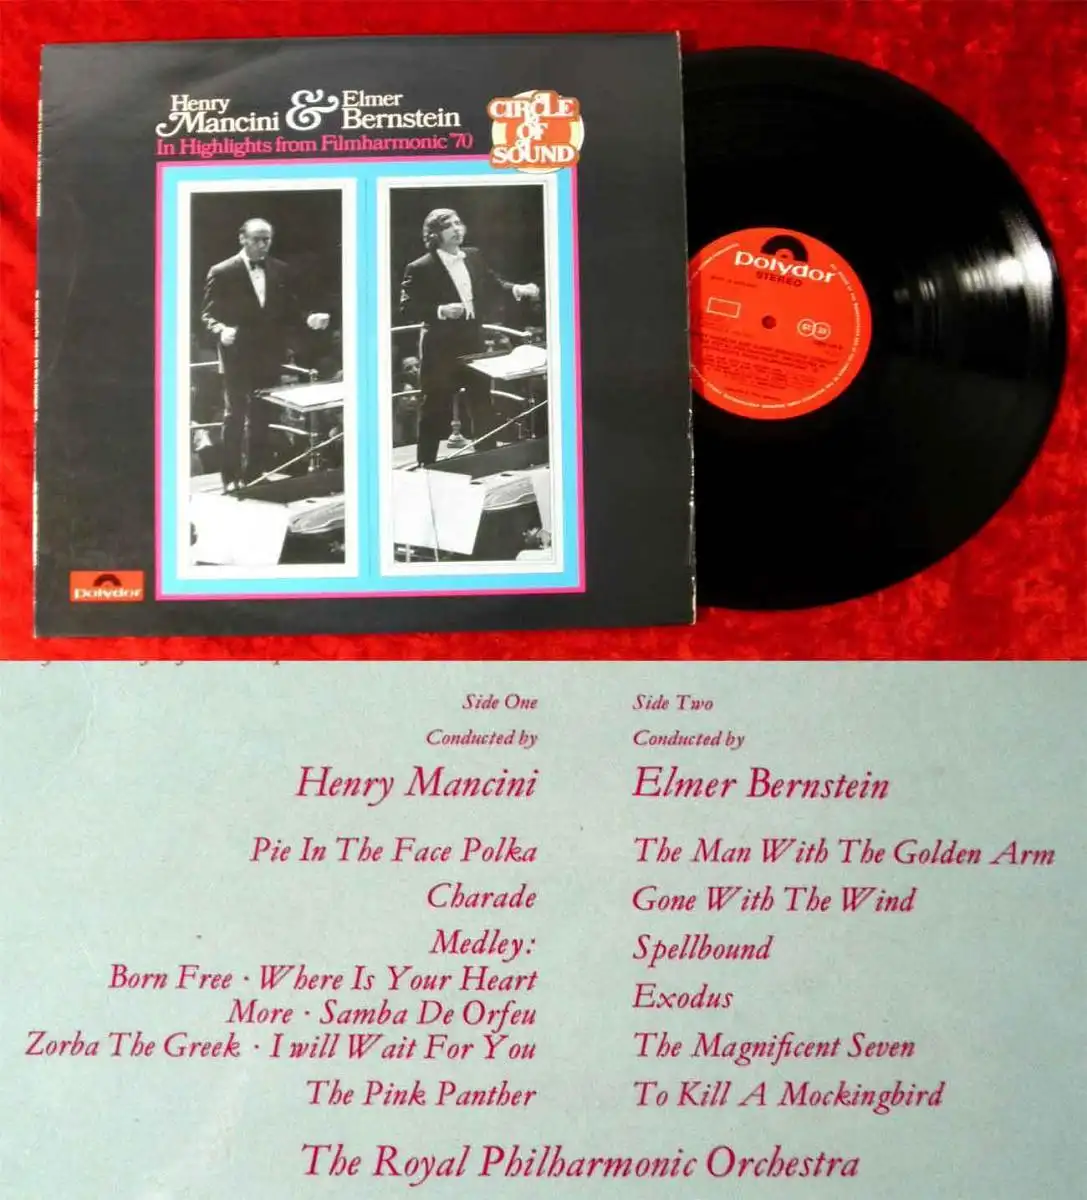 Henry Mancini & Elmer Bernstein
In Highlights from Filmharmonic '70
CIRCLE
OF
SOUND
polydor
polydor
STEREO
Side One
Conducted by
Henry Mancini
Pie In The Face Polka
Charade
Medley:
Born Free · Where Is Your Heart
More · Samba De Orfeu
Zorba The Greek · I will Wait For You
The Pink Panther
Side Two
Conducted by
Elmer Bernstein
The Man With The Golden Arm
Gone With The Wind
Spellbound
Exodus
The Magnificent Seven
To Kill A Mockingbird
The Royal Philharmonic Orchestra